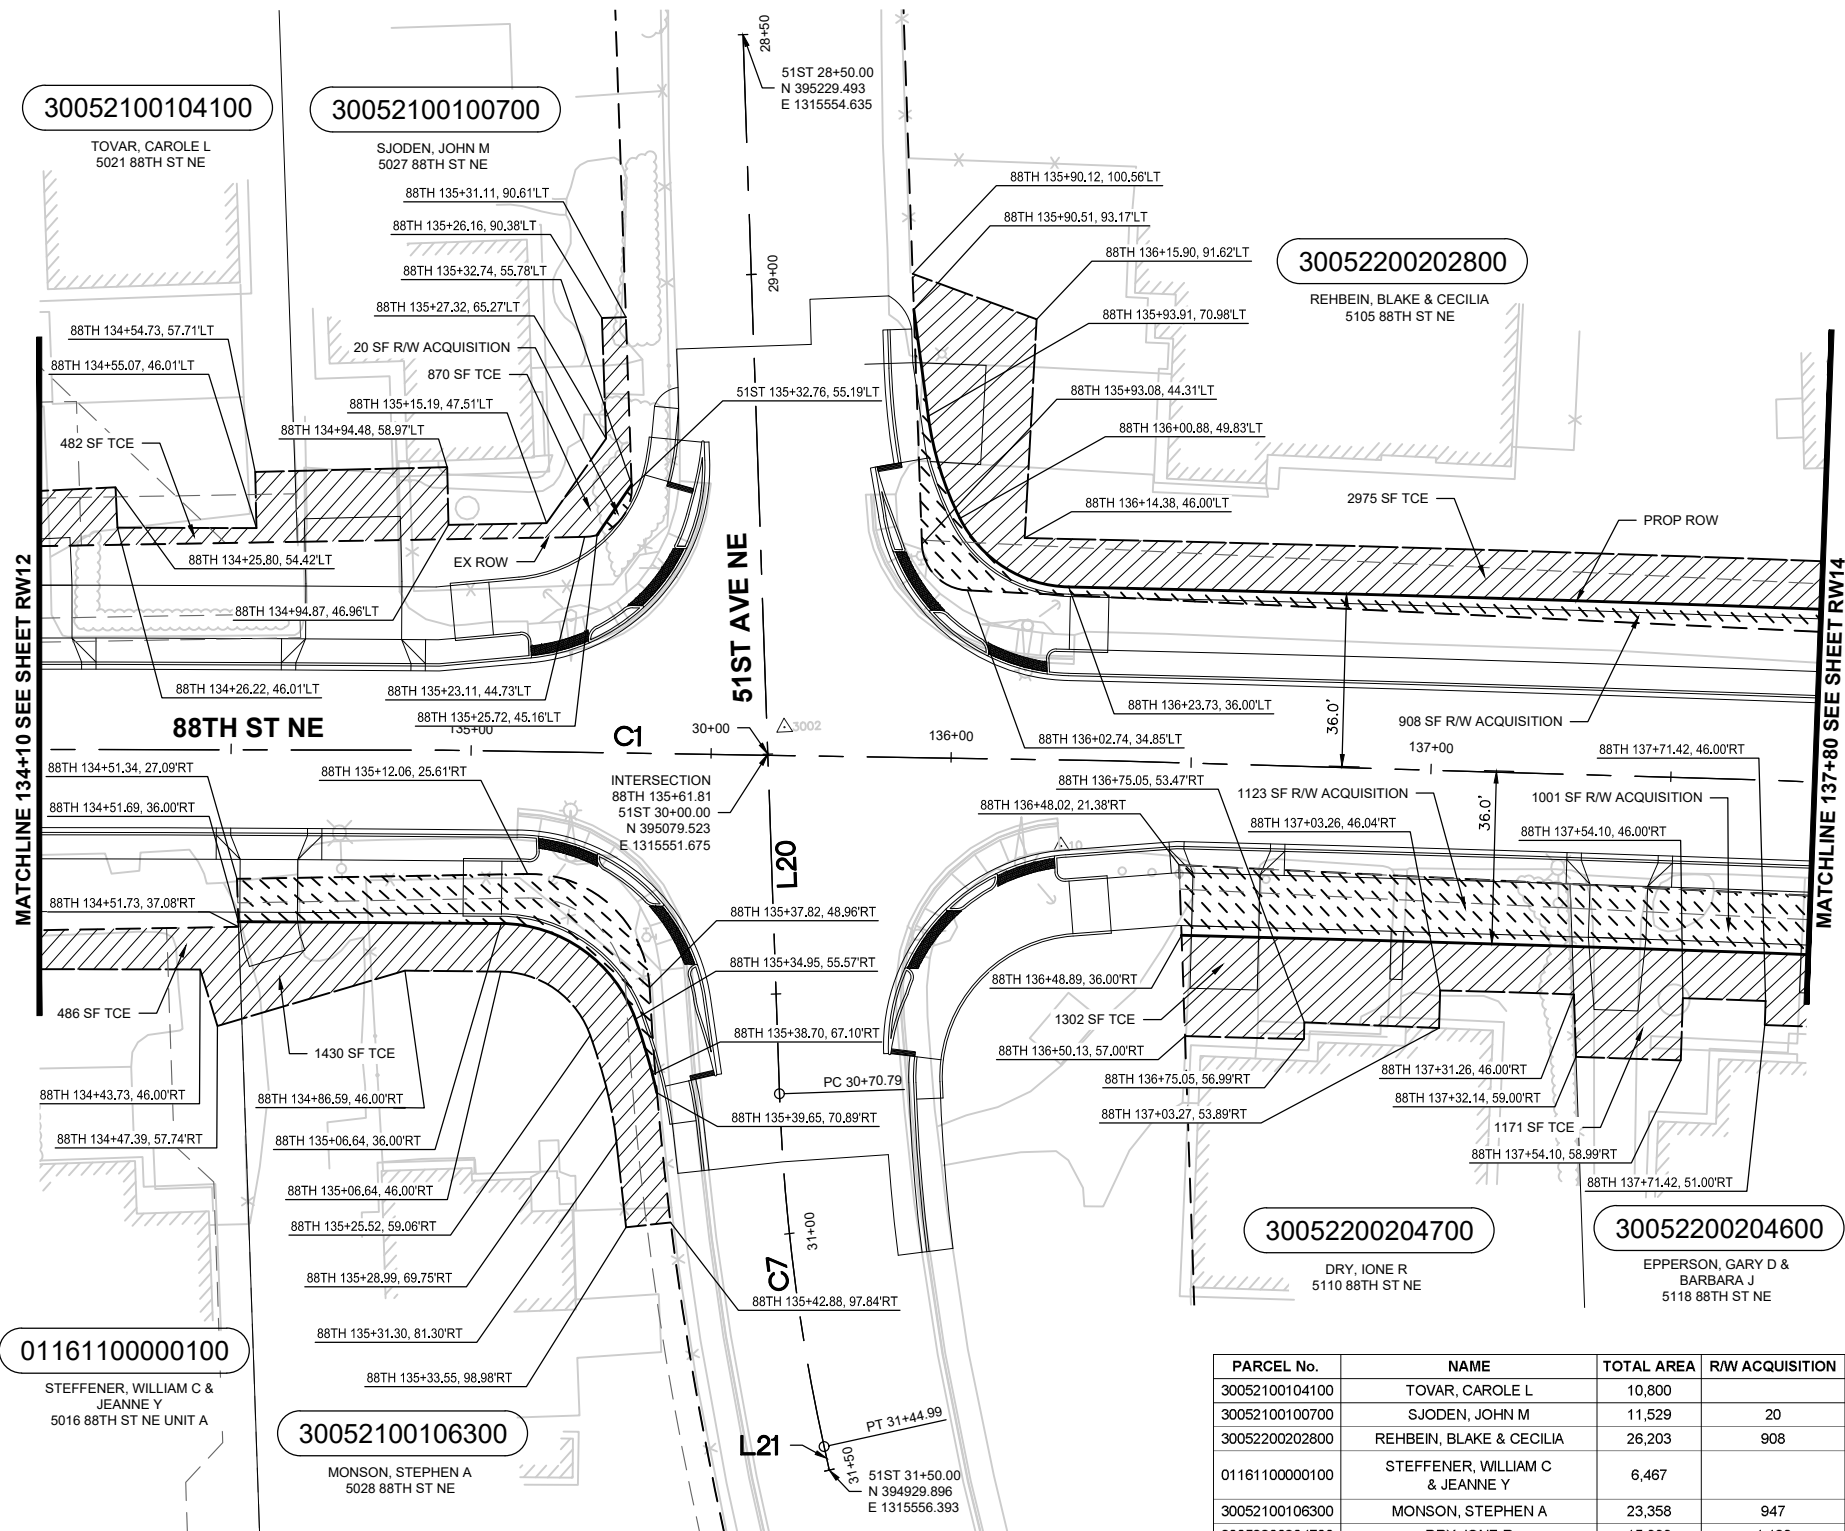 28+50
51ST 28+50.00
N 395229.493
E 1315554.635
30052100104100
TOVAR, CAROLE L
5021 88TH ST NE
30052100100700
SJODEN, JOHN M
5027 88TH ST NE
88TH 135+31.11, 90.61'LT
88TH 135+26.16, 90.38'LT
88TH 135+32.74, 55.78'LT
88TH 135+27.32, 65.27'LT
20 SF R/W ACQUISITION
870 SF TCE
88TH 135+15.19, 47.51'LT
88TH 134+94.48, 58.97'LT
88TH 134+54.73, 57.71'LT
88TH 134+55.07, 46.01'LT
482 SF TCE
29+00
51ST 135+32.76, 55.19'LT
88TH 135+90.12, 100.56'LT
88TH 135+90.51, 93.17'LT
88TH 136+15.90, 91.62'LT
88TH 135+93.91, 70.98'LT
88TH 135+93.08, 44.31'LT
88TH 136+00.88, 49.83'LT
88TH 136+14.38, 46.00'LT
30052200202800
REHBEIN, BLAKE & CECILIA
5105 88TH ST NE
2975 SF TCE
PROP ROW
MATCHLINE 134+10 SEE SHEET RW12
MATCHLINE 137+80 SEE SHEET RW14
88TH 134+25.80, 54.42'LT
EX ROW
88TH 134+94.87, 46.96'LT
88TH 134+26.22, 46.01'LT
88TH 135+23.11, 44.73'LT
88TH 135+25.72, 45.16'LT
51ST AVE NE
88TH ST NE
135+00
C1
30+00
3002
136+00
88TH 136+23.73, 36.00'LT
88TH 136+02.74, 34.85'LT
36.0'
908 SF R/W ACQUISITION
137+00
88TH 137+71.42, 46.00'RT
88TH 134+51.34, 27.09'RT
88TH 135+12.06, 25.61'RT
88TH 134+51.69, 36.00'RT
INTERSECTION
88TH 135+61.81
51ST 30+00.00
N 395079.523
E 1315551.675
88TH 136+75.05, 53.47'RT
88TH 136+48.02, 21.38'RT
1123 SF R/W ACQUISITION
88TH 137+03.26, 46.04'RT
36.0'
1001 SF R/W ACQUISITION
88TH 137+54.10, 46.00'RT
10
L20
88TH 134+51.73, 37.08'RT
88TH 135+37.82, 48.96'RT
88TH 135+34.95, 55.57'RT
88TH 136+48.89, 36.00'RT
486 SF TCE
1430 SF TCE
88TH 135+38.70, 67.10'RT
1302 SF TCE
88TH 136+50.13, 57.00'RT
88TH 134+43.73, 46.00'RT
88TH 134+86.59, 46.00'RT
PC 30+70.79
88TH 136+75.05, 56.99'RT
88TH 137+31.26, 46.00'RT
88TH 137+32.14, 59.00'RT
88TH 135+39.65, 70.89'RT
88TH 137+03.27, 53.89'RT
1171 SF TCE
88TH 134+47.39, 57.74'RT
88TH 135+06.64, 36.00'RT
88TH 137+54.10, 58.99'RT
88TH 135+06.64, 46.00'RT
88TH 137+71.42, 51.00'RT
88TH 135+25.52, 59.06'RT
31+00
30052200204700
DRY, IONE R
5110 88TH ST NE
30052200204600
EPPERSON, GARY D &
BARBARA J
5118 88TH ST NE
88TH 135+28.99, 69.75'RT
C7
88TH 135+42.88, 97.84'RT
88TH 135+31.30, 81.30'RT
88TH 135+33.55, 98.98'RT
01161100000100
STEFFENER, WILLIAM C &
JEANNE Y
5016 88TH ST NE UNIT A
30052100106300
MONSON, STEPHEN A
5028 88TH ST NE
PT 31+44.99
L21
31+50
51ST 31+50.00
N 394929.896
E 1315556.393
PARCEL No. NAME TOTAL AREA R/W ACQUISITION
30052100104100 TOVAR, CAROLE L 10,800
30052100100700 SJODEN, JOHN M 11,529 20
30052200202800 REHBEIN, BLAKE & CECILIA 26,203 908
01161100000100 STEFFENER, WILLIAM C & JEANNE Y 6,467
30052100106300 MONSON, STEPHEN A 23,358 947